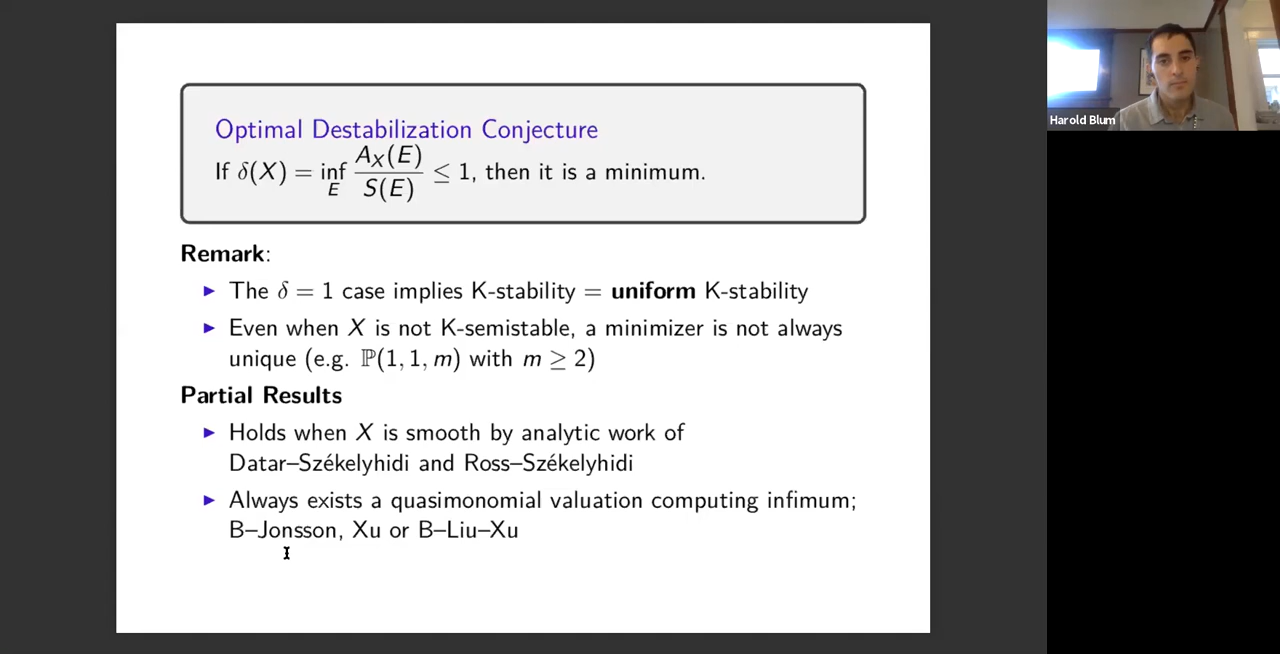 Optimal Destabilization Conjecture
If δ(X) = inf_E A_X(E)/S(E) ≤ 1, then it is a minimum.
Remark:
▶ The δ = 1 case implies K-stability = uniform K-stability
▶ Even when X is not K-semistable, a minimizer is not always
unique (e.g. ℙ(1, 1, m) with m ≥ 2)
Partial Results
▶ Holds when X is smooth by analytic work of
Datar–Székelyhidi and Ross–Székelyhidi
▶ Always exists a quasimonomial valuation computing infimum;
B–Jonsson, Xu or B–Liu–Xu
Harold Blum